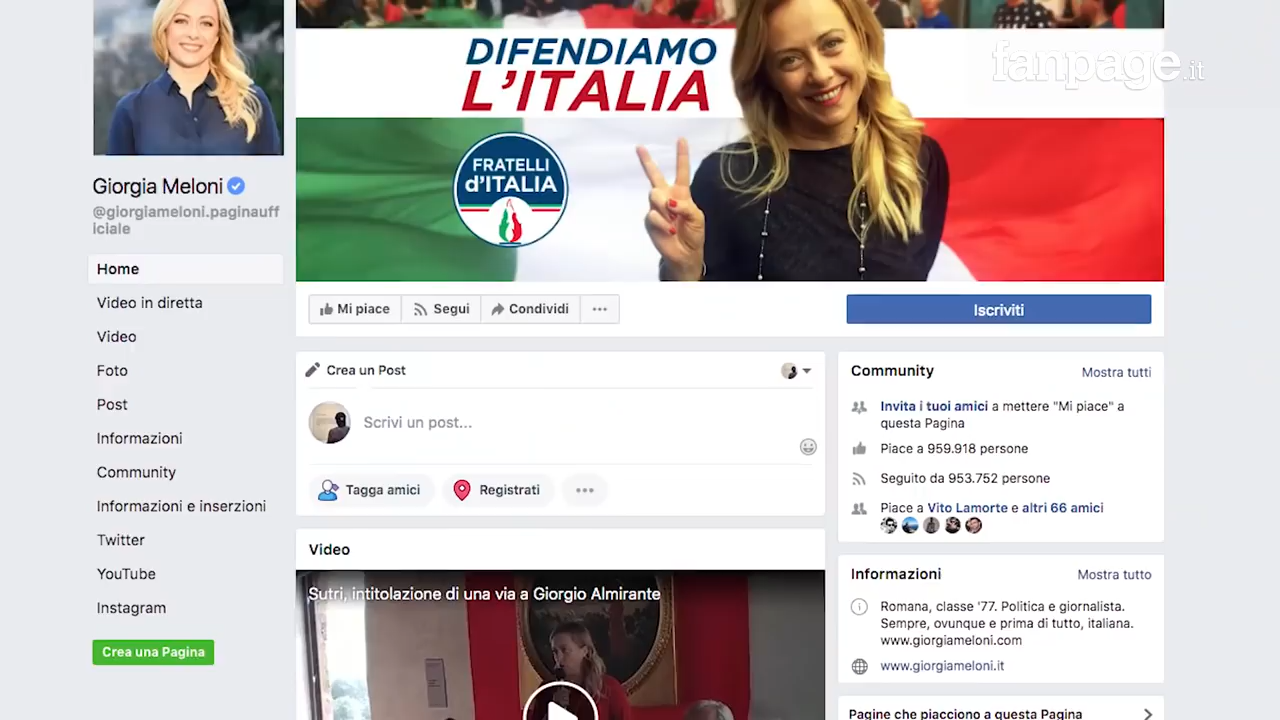 DIFENDIAMO
L'ITALIA
fanpage.it
FRATELLI
d'ITALIA
Giorgia Meloni
@giorgiameloni.paginauff
iciale
Home
Video in diretta
Video
Foto
Post
Informazioni
Community
Informazioni e inserzioni
Twitter
YouTube
Instagram
Crea una Pagina
Mi piace
Segui
Condividi
Iscriviti
Crea un Post
Scrivi un post...
Tagga amici
Registrati
Video
Sutri, intitolazione di una via a Giorgio Almirante
Community
Mostra tutti
Invita i tuoi amici a mettere "Mi piace" a
questa Pagina
Piace a 959.918 persone
Seguito da 953.752 persone
Piace a Vito Lamorte e altri 66 amici
Informazioni
Mostra tutto
Romana, classe '77. Politica e giornalista.
Sempre, ovunque e prima di tutto, italiana.
www.giorgiameloni.com
www.giorgiameloni.it
Pagine che piacciono a questa Pagina